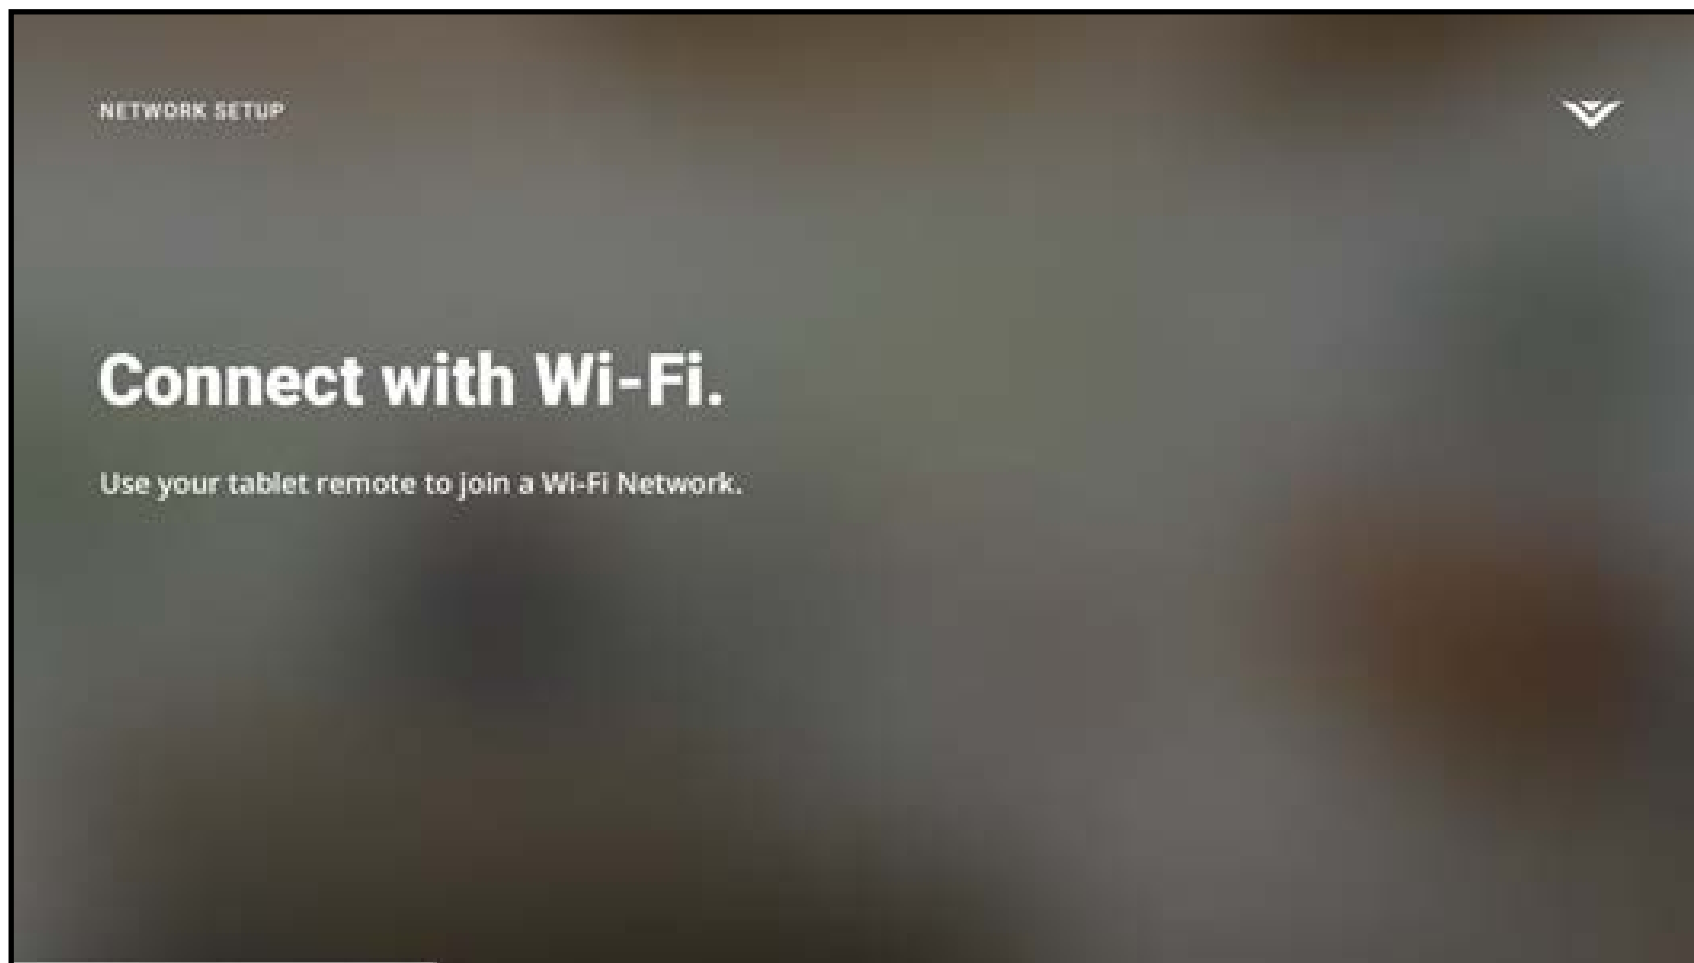 NETWORK SETUP
Connect with Wi-Fi.
Use your tablet remote to join a Wi-Fi Network.